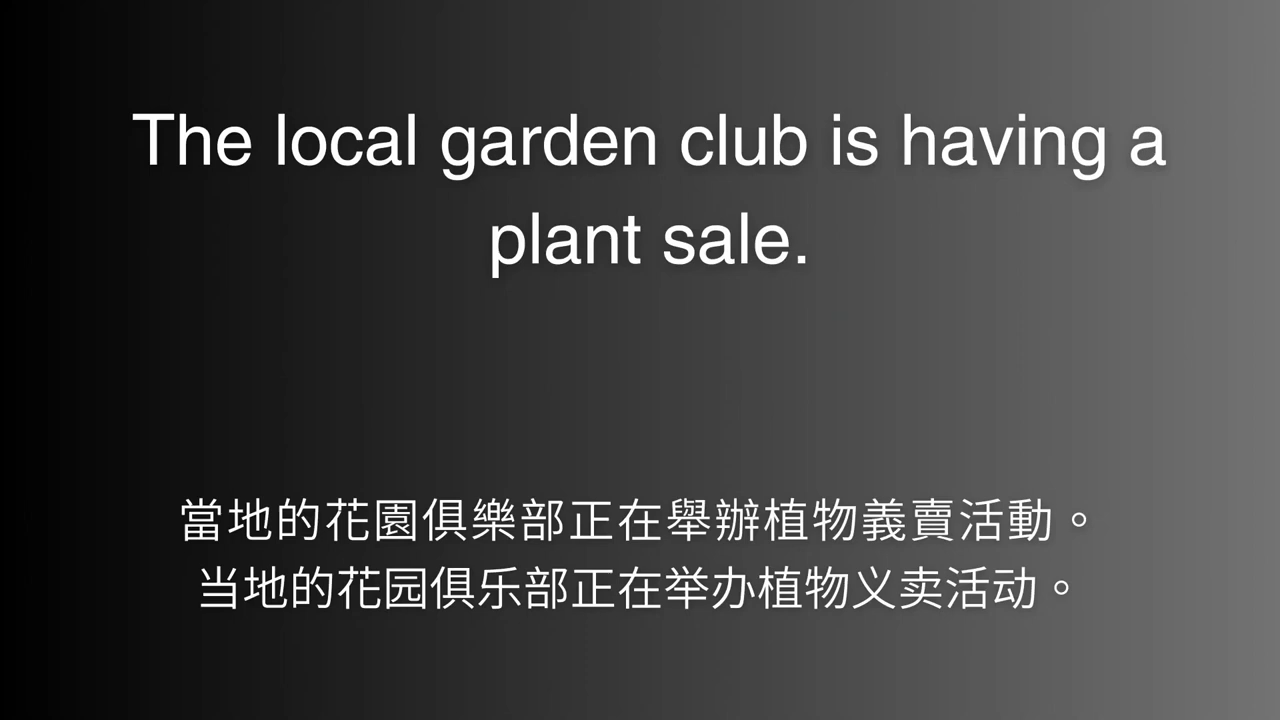 The local garden club is having a
plant sale.
當地的花園俱樂部正在舉辦植物義賣活動。
当地的花园俱乐部正在举办植物义卖活动。